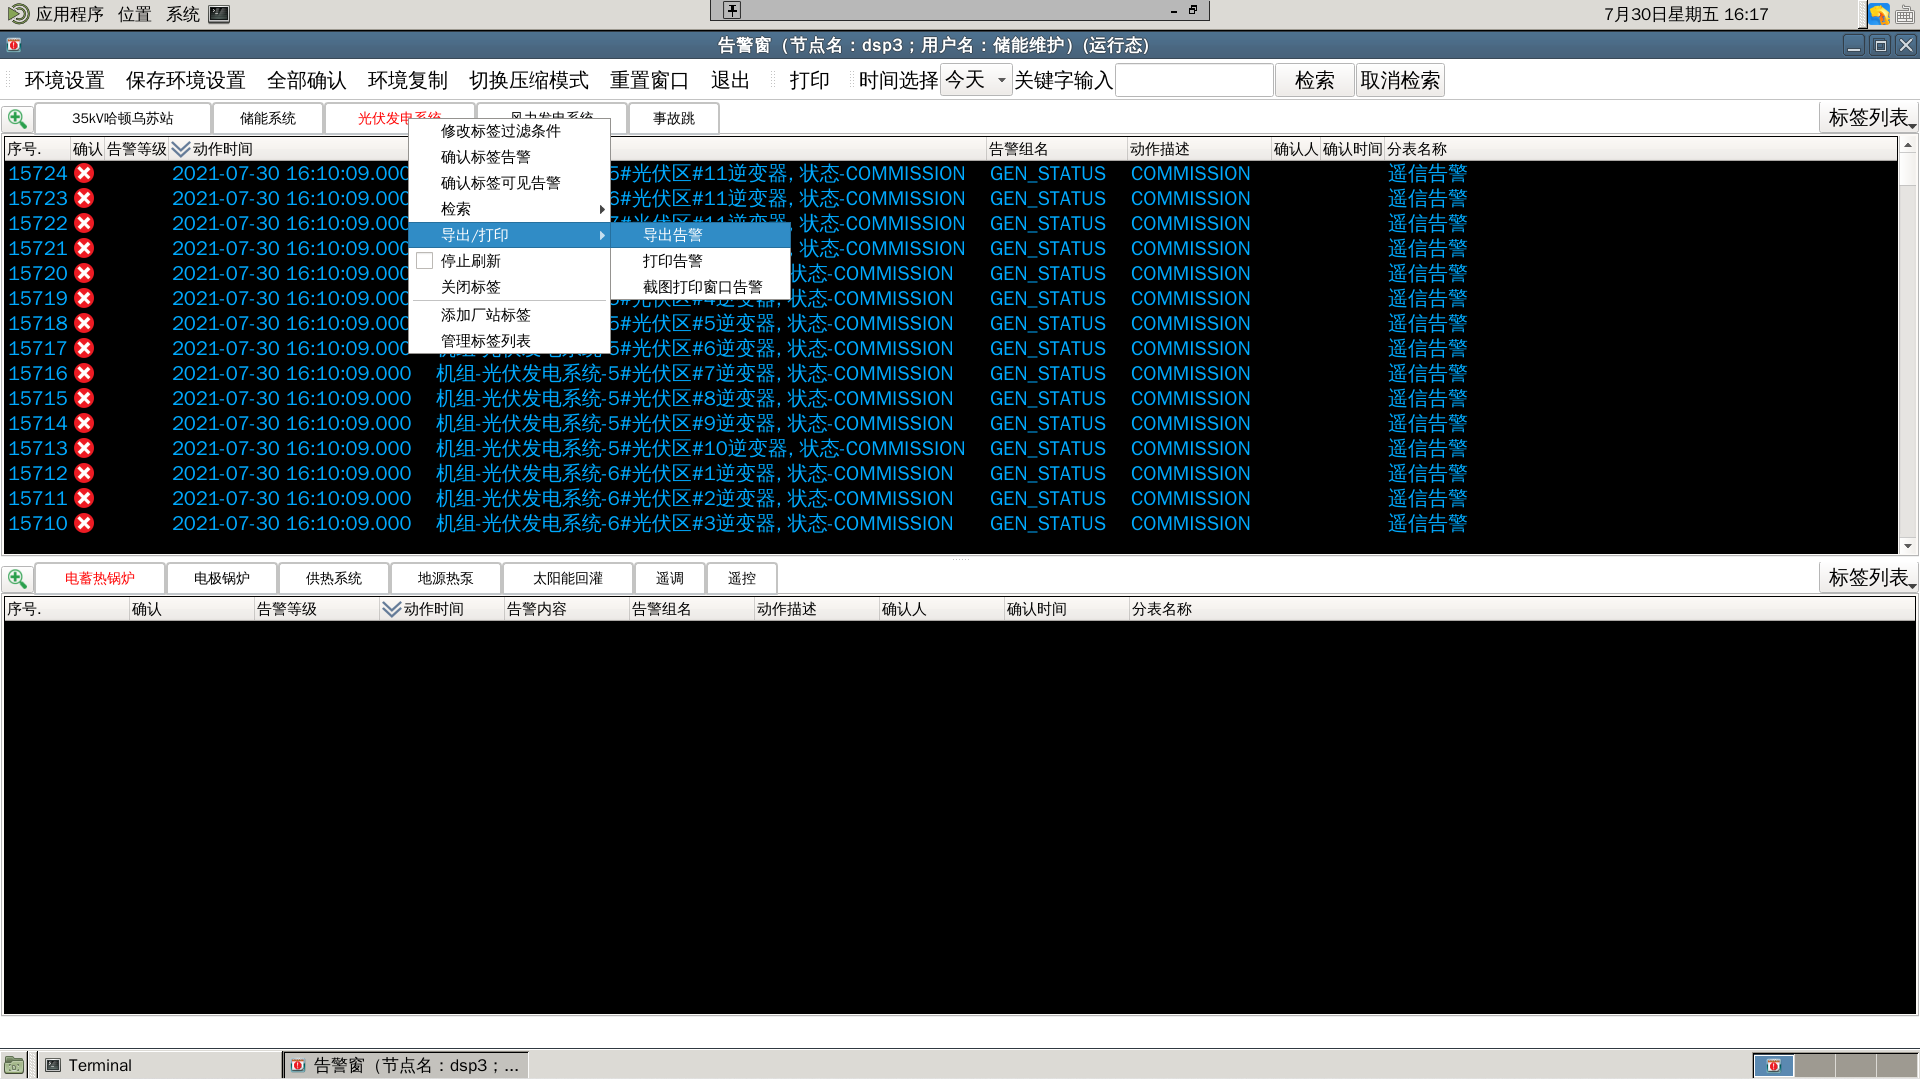 应用程序 位置 系统
7月30日星期五 16:17
告警窗（节点名：dsp3；用户名：储能维护）(运行态)
环境设置 保存环境设置 全部确认 环境复制 切换压缩模式 重置窗口 退出 打印 时间选择 今天 关键字输入 检索 取消检索
35kV哈顿乌苏站 储能系统 光伏发电系统 风力发电系统 事故跳 标签列表
序号. 确认 告警等级 动作时间 告警组名 动作描述 确认人 确认时间 分表名称
15724 2021-07-30 16:10:09.000 5#光伏区#11逆变器, 状态-COMMISSION GEN_STATUS COMMISSION 遥信告警
15723 2021-07-30 16:10:09.000 6#光伏区#11逆变器, 状态-COMMISSION GEN_STATUS COMMISSION 遥信告警
15722 2021-07-30 16:10:09.000 7#光伏区#11逆变器, 状态-COMMISSION GEN_STATUS COMMISSION 遥信告警
15721 2021-07-30 16:10:09.000 状态-COMMISSION GEN_STATUS COMMISSION 遥信告警
15720 2021-07-30 16:10:09.000 状态-COMMISSION GEN_STATUS COMMISSION 遥信告警
15719 2021-07-30 16:10:09.000 5#光伏区#4逆变器, 状态-COMMISSION GEN_STATUS COMMISSION 遥信告警
15718 2021-07-30 16:10:09.000 5#光伏区#5逆变器, 状态-COMMISSION GEN_STATUS COMMISSION 遥信告警
15717 2021-07-30 16:10:09.000 机组-光伏发电系统-5#光伏区#6逆变器, 状态-COMMISSION GEN_STATUS COMMISSION 遥信告警
15716 2021-07-30 16:10:09.000 机组-光伏发电系统-5#光伏区#7逆变器, 状态-COMMISSION GEN_STATUS COMMISSION 遥信告警
15715 2021-07-30 16:10:09.000 机组-光伏发电系统-5#光伏区#8逆变器, 状态-COMMISSION GEN_STATUS COMMISSION 遥信告警
15714 2021-07-30 16:10:09.000 机组-光伏发电系统-5#光伏区#9逆变器, 状态-COMMISSION GEN_STATUS COMMISSION 遥信告警
15713 2021-07-30 16:10:09.000 机组-光伏发电系统-5#光伏区#10逆变器, 状态-COMMISSION GEN_STATUS COMMISSION 遥信告警
15712 2021-07-30 16:10:09.000 机组-光伏发电系统-6#光伏区#1逆变器, 状态-COMMISSION GEN_STATUS COMMISSION 遥信告警
15711 2021-07-30 16:10:09.000 机组-光伏发电系统-6#光伏区#2逆变器, 状态-COMMISSION GEN_STATUS COMMISSION 遥信告警
15710 2021-07-30 16:10:09.000 机组-光伏发电系统-6#光伏区#3逆变器, 状态-COMMISSION GEN_STATUS COMMISSION 遥信告警
修改标签过滤条件
确认标签告警
确认标签可见告警
检索
导出/打印
停止刷新
关闭标签
添加厂站标签
管理标签列表
导出告警
打印告警
截图打印窗口告警
电蓄热锅炉 电极锅炉 供热系统 地源热泵 太阳能回灌 遥调 遥控 标签列表
序号. 确认 告警等级 动作时间 告警内容 告警组名 动作描述 确认人 确认时间 分表名称
Terminal 告警窗（节点名：dsp3；...